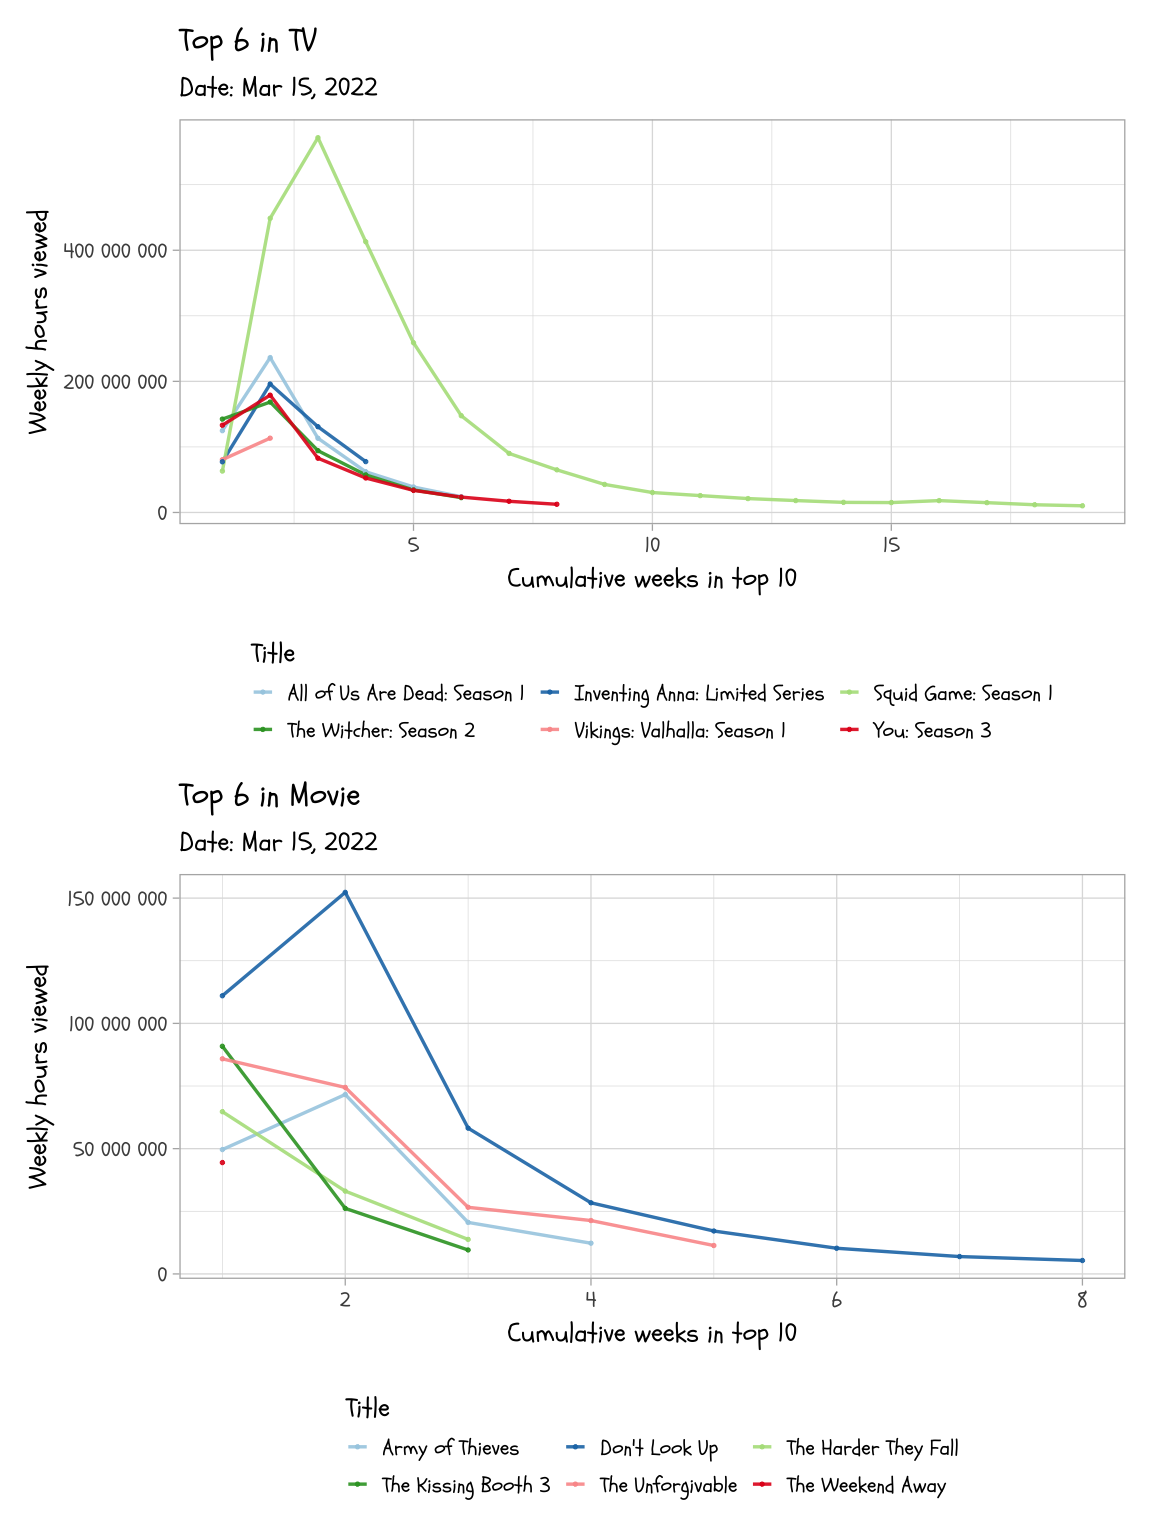 Top 6 in TV
Date: Mar 15, 2022
Weekly hours viewed
400 000 000
200 000 000
0
5 10 15
Cumulative weeks in top 10
Title
All of Us Are Dead: Season 1 Inventing Anna: Limited Series Squid Game: Season 1
The Witcher: Season 2 Vikings: Valhalla: Season 1 You: Season 3
Top 6 in Movie
Date: Mar 15, 2022
Weekly hours viewed
150 000 000
100 000 000
50 000 000
0
2 4 6 8
Cumulative weeks in top 10
Title
Army of Thieves Don't Look Up The Harder They Fall
The Kissing Booth 3 The Unforgivable The Weekend Away